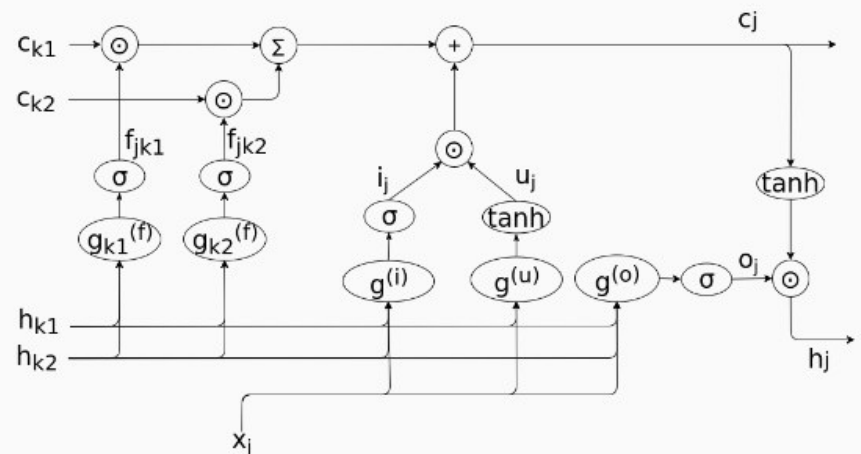 c_k1 ⊙ Σ + c_j
c_k2 ⊙
f_jk1 f_jk2 ⊙
i_j u_j
σ σ tanh
σ tanh
g_k1^(f) g_k2^(f)
g^(i) g^(u) g^(o) σ o_j ⊙
h_k1
h_k2 h_j
x_j